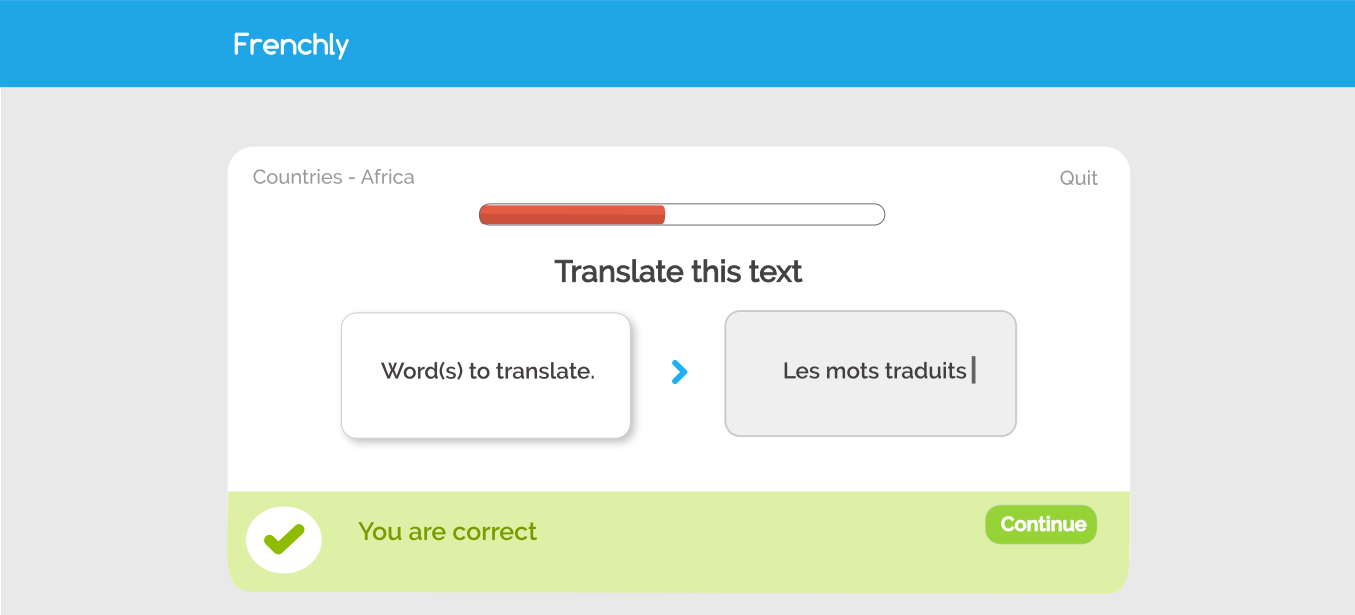 Frenchly
Countries - Africa
Quit
Translate this text
Word(s) to translate.
Les mots traduits
You are correct
Continue